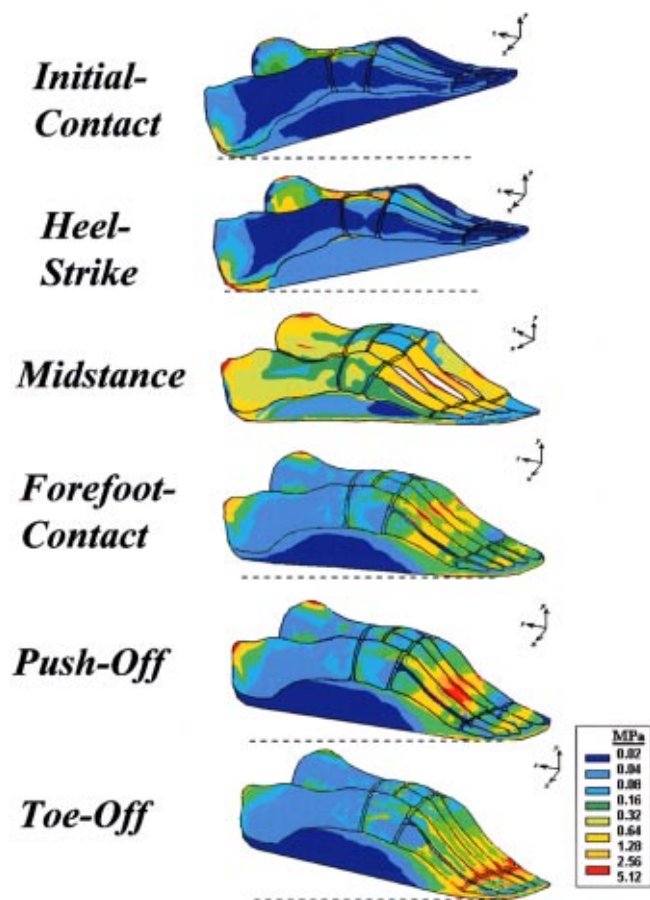 Initial-
Contact
Heel-
Strike
Midstance
Forefoot-
Contact
Push-Off
Toe-Off
MPa
0.02
0.04
0.08
0.16
0.32
0.64
1.28
2.56
5.12